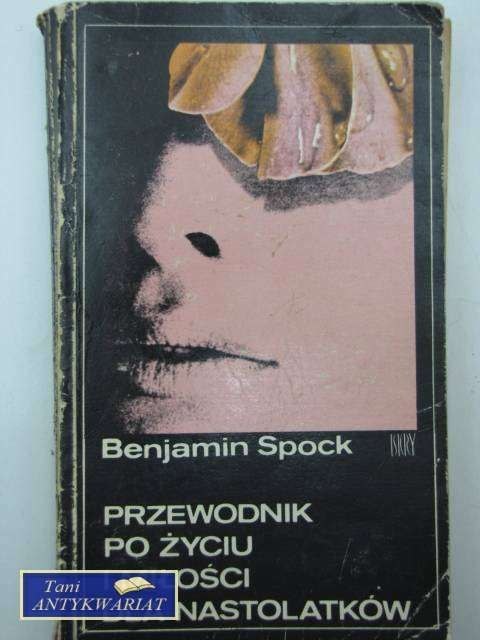 Benjamin Spock
ISKRY
PRZEWODNIK
PO ŻYCIU
NASTOLATKÓW
Tani
ANTYKWARIAT